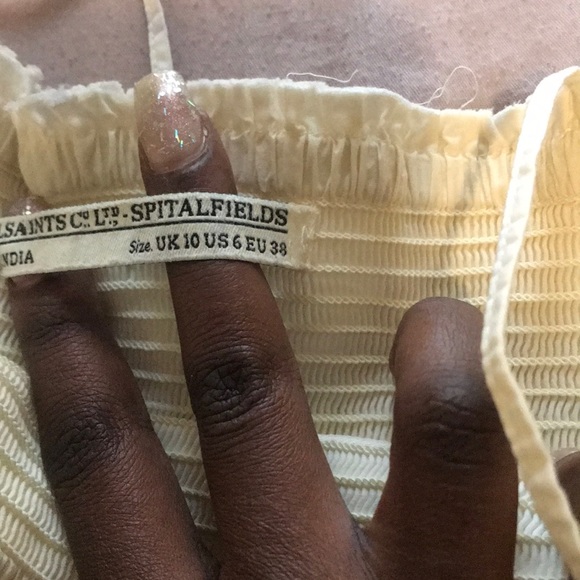 LSAINTS Cº. LTD,-SPITALFIELDS
NDIA Size. UK 10 US 6 EU 38